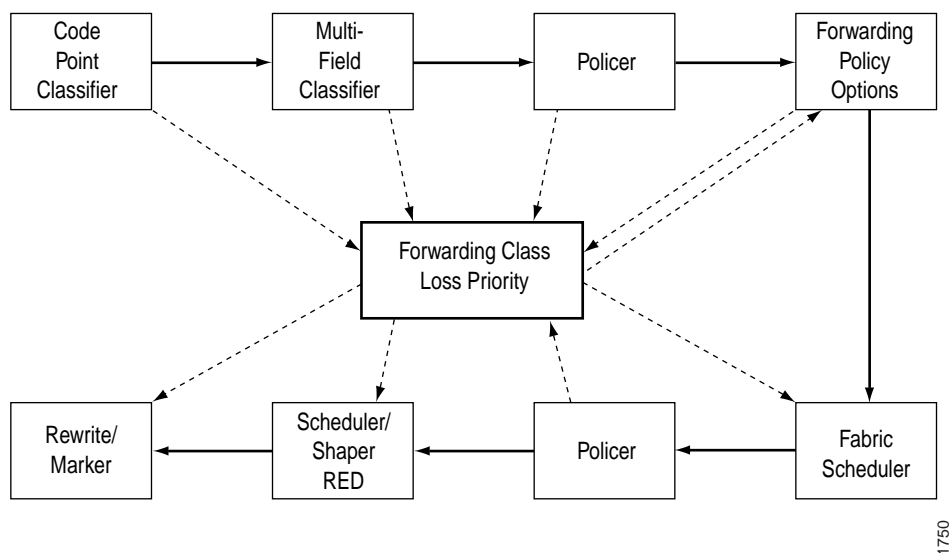 Code
Point
Classifier
Multi-
Field
Classifier
Policer
Forwarding
Policy
Options
Forwarding Class
Loss Priority
Rewrite/
Marker
Scheduler/
Shaper
RED
Policer
Fabric
Scheduler
1750